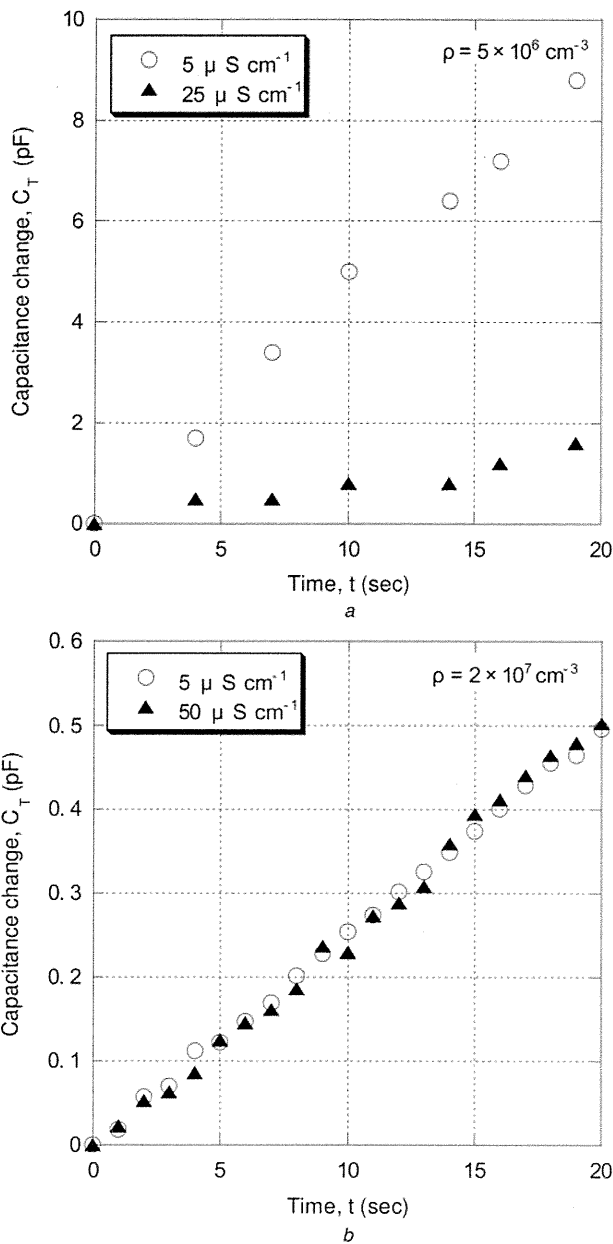 10
8
6
4
2
0
Capacitance change, C_T (pF)
5 μ S cm⁻¹
25 μ S cm⁻¹
ρ = 5 × 10⁶ cm⁻³
0 5 10 15 20
Time, t (sec)
a
0.6
0.5
0.4
0.3
0.2
0.1
0
Capacitance change, C_T (pF)
5 μ S cm⁻¹
50 μ S cm⁻¹
ρ = 2 × 10⁷ cm⁻³
0 5 10 15 20
Time, t (sec)
b